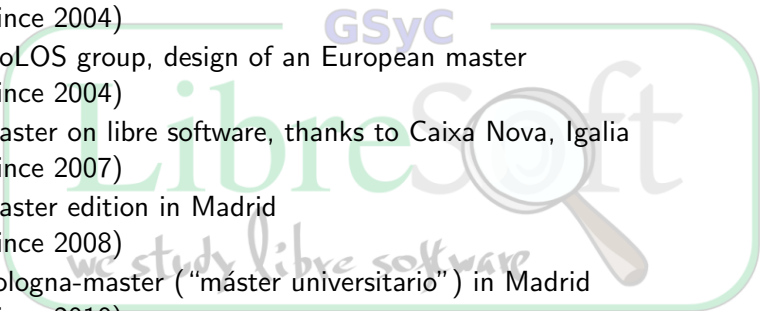 ince 2004)
GSyC
oLOS group, design of an European master
ince 2004)
aster on libre software, thanks to Caixa Nova, Igalia
LibreSoft
ince 2007)
aster edition in Madrid
ince 2008)
we study libre software
ologna-master (“máster universitario”) in Madrid
ince 2010)